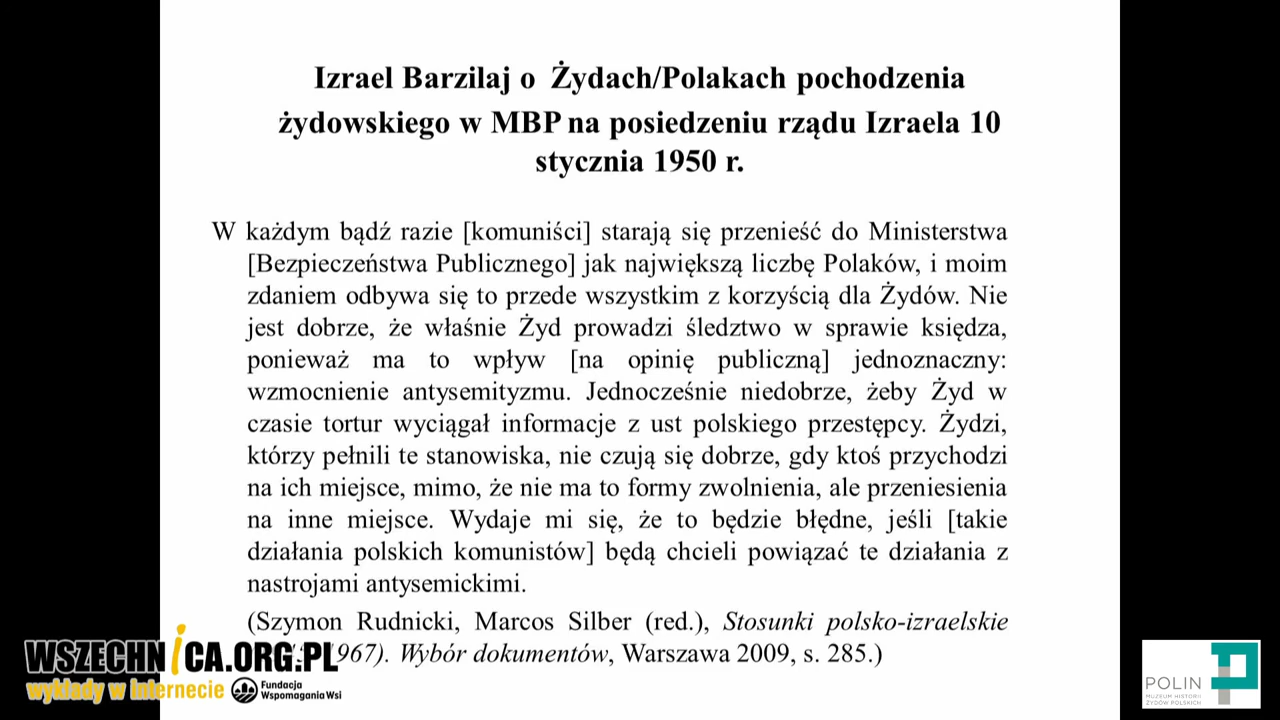 Izrael Barzilaj o Żydach/Polakach pochodzenia
żydowskiego w MBP na posiedzeniu rządu Izraela 10
stycznia 1950 r.
W każdym bądź razie [komuniści] starają się przenieść do Ministerstwa
[Bezpieczeństwa Publicznego] jak największą liczbę Polaków, i moim
zdaniem odbywa się to przede wszystkim z korzyścią dla Żydów. Nie
jest dobrze, że właśnie Żyd prowadzi śledztwo w sprawie księdza,
ponieważ ma to wpływ [na opinię publiczną] jednoznaczny:
wzmocnienie antysemityzmu. Jednocześnie niedobrze, żeby Żyd w
czasie tortur wyciągał informacje z ust polskiego przestępcy. Żydzi,
którzy pełnili te stanowiska, nie czują się dobrze, gdy ktoś przychodzi
na ich miejsce, mimo, że nie ma to formy zwolnienia, ale przeniesienia
na inne miejsce. Wydaje mi się, że to będzie błędne, jeśli [takie
działania polskich komunistów] będą chcieli powiązać te działania z
nastrojami antysemickimi.
(Szymon Rudnicki, Marcos Silber (red.), Stosunki polsko-izraelskie
1967). Wybór dokumentów, Warszawa 2009, s. 285.)
WSZECHNICA.ORG.PL
wykłady w internecie
Fundacja
Wspomagania Wsi
POLIN
MUZEUM HISTORII
ŻYDÓW POLSKICH